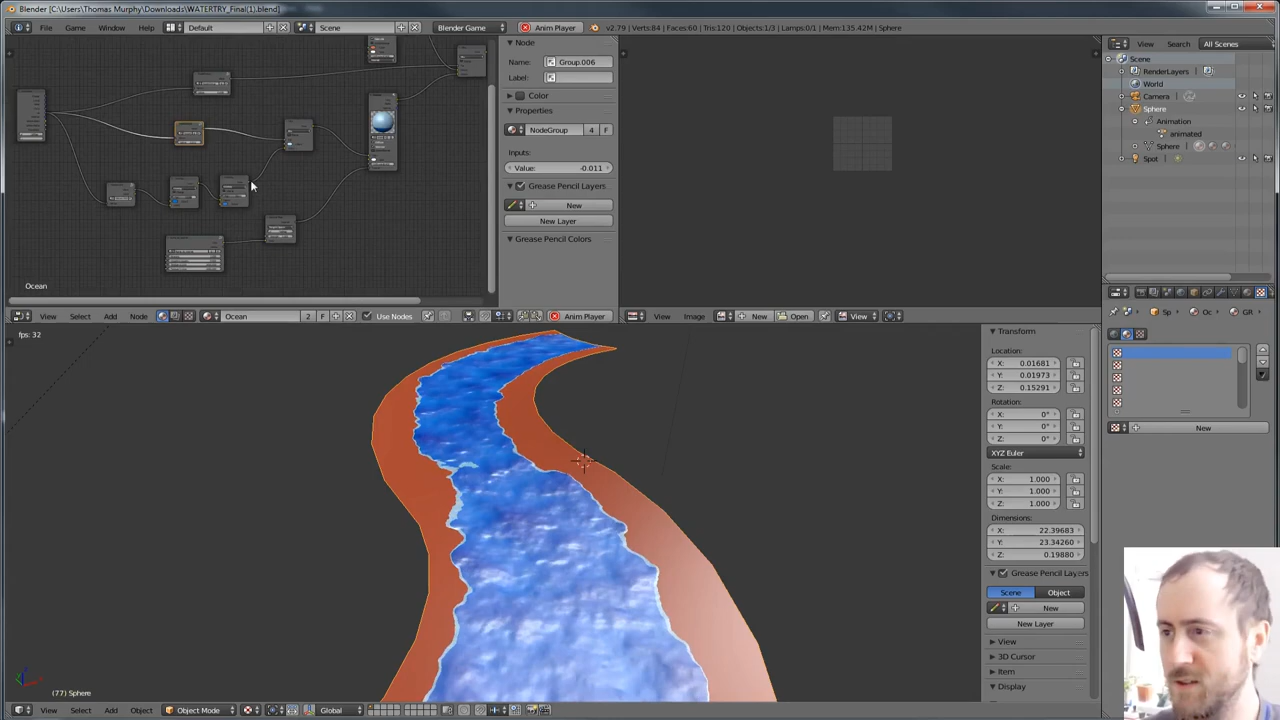 Blender [C:\Users\Thomas Murphy\Downloads\WATERTRY_Final(1).blend]
File Game Window Help Default Scene Blender Game Anim Player v2.79 | Verts:84 | Faces:60 | Tris:120 | Objects:1/3 | Lamps:0/1 | Mem:135.42M | Sphere
Node
Name: Group.006
Label:
Color
Properties
NodeGroup 4 F
Inputs:
Value: -0.011
Grease Pencil Layers
New
New Layer
Grease Pencil Colors
Ocean
View Search All Scenes
Scene
RenderLayers
World
Camera
Sphere
Animation
animated
Sphere
Spot
View Select Add Node Ocean 2 F Use Nodes Anim Player
View Image New Open View
Sp Oc GR
New
fps: 32
Transform
Location:
X: 0.01681
Y: 0.01973
Z: 0.15291
Rotation:
X: 0°
Y: 0°
Z: 0°
XYZ Euler
Scale:
X: 1.000
Y: 1.000
Z: 1.000
Dimensions:
X: 22.39683
Y: 23.34260
Z: 0.19880
Grease Pencil Layers
Scene Object
New
New Layer
View
3D Cursor
Item
Display
(77) Sphere
View Select Add Object Object Mode Global